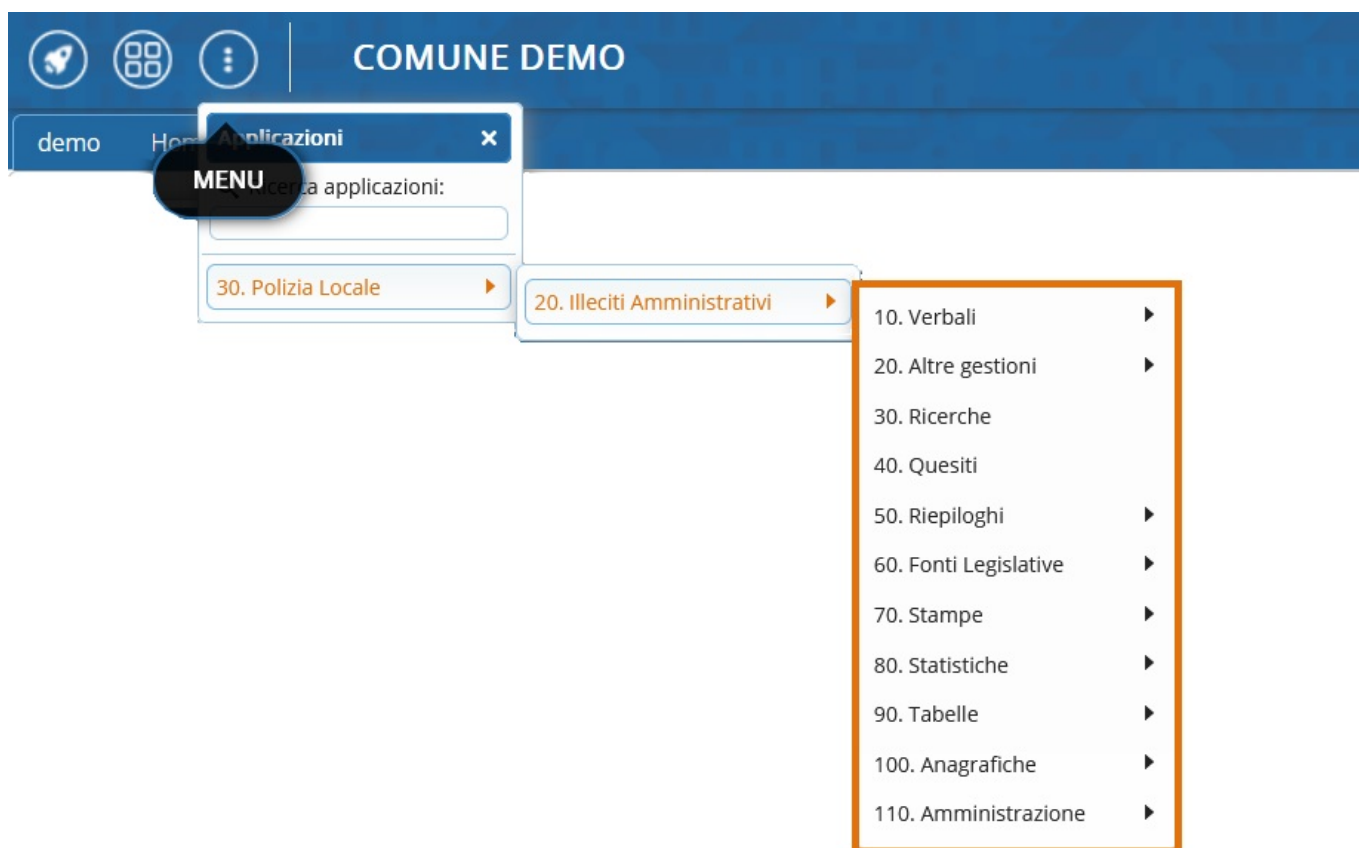 COMUNE DEMO
demo
Applicazioni ×
MENU
applicazioni:
30. Polizia Locale
20. Illeciti Amministrativi
10. Verbali
20. Altre gestioni
30. Ricerche
40. Quesiti
50. Riepiloghi
60. Fonti Legislative
70. Stampe
80. Statistiche
90. Tabelle
100. Anagrafiche
110. Amministrazione